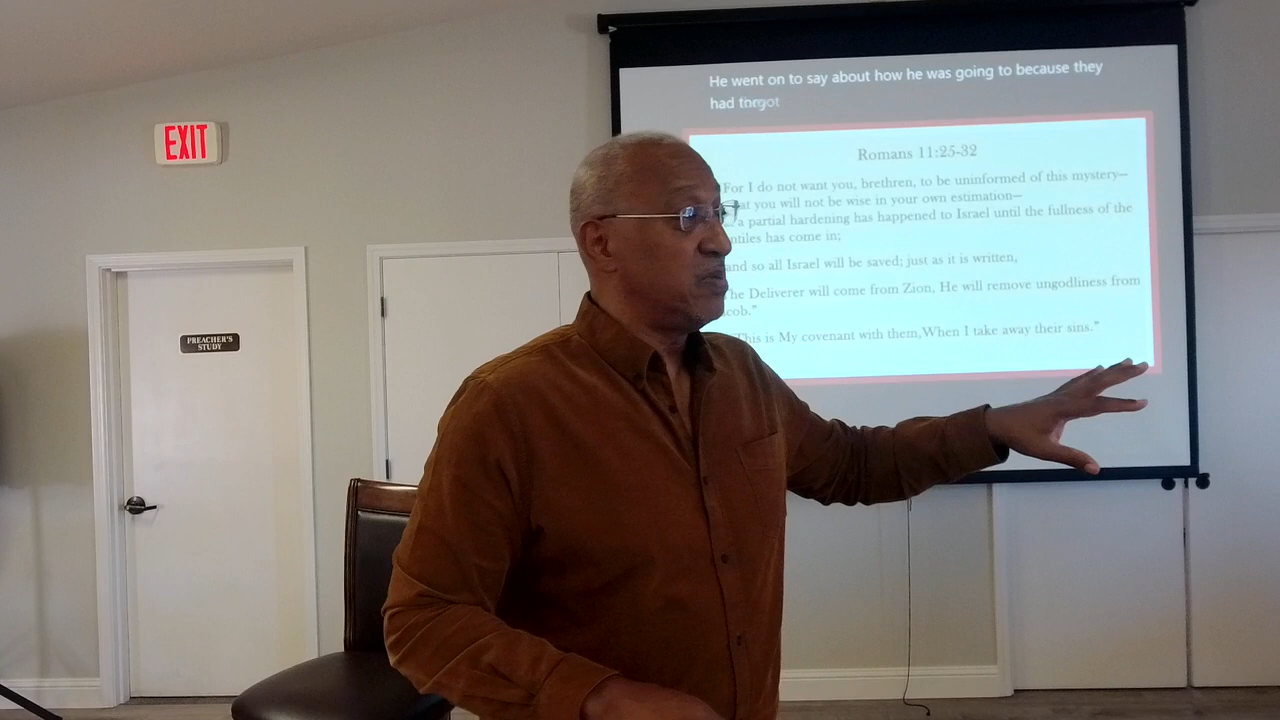 He went on to say about how he was going to because they
had
EXIT
PREACHER'S
STUDY
Romans 11:25-32
For I do not want you, brethren, to be uninformed of this mystery—
at you will not be wise in your own estimation—
a partial hardening has happened to Israel until the fullness of the
ntiles has come in;
and so all Israel will be saved; just as it is written,
he Deliverer will come from Zion, He will remove ungodliness from
cob."
This is My covenant with them,When I take away their sins."